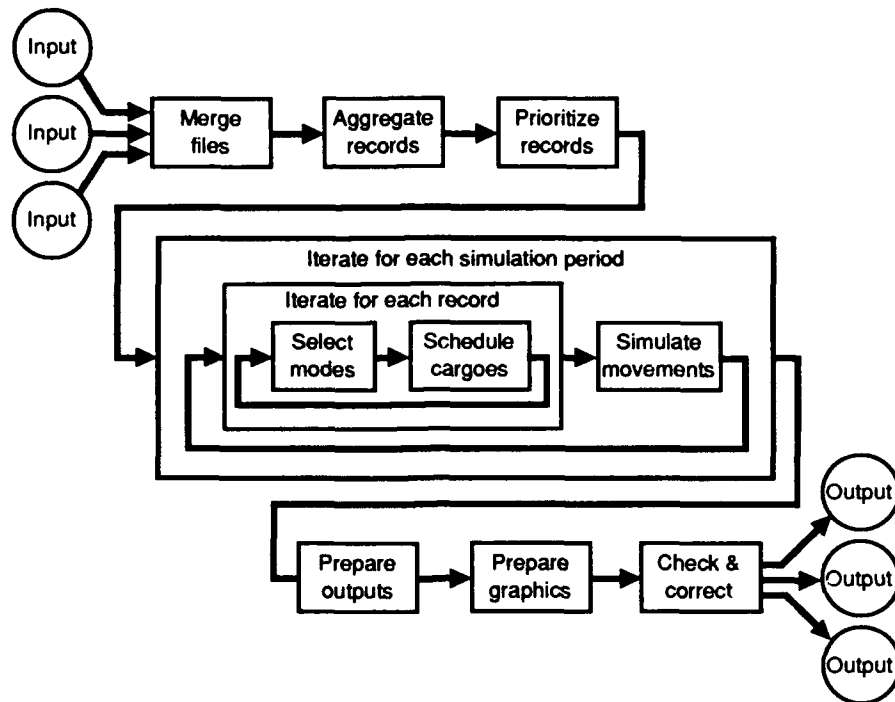 Input
Input
Input
Merge
files
Aggregate
records
Prioritize
records
Iterate for each simulation period
Iterate for each record
Select
modes
Schedule
cargoes
Simulate
movements
Prepare
outputs
Prepare
graphics
Check &
correct
Output
Output
Output